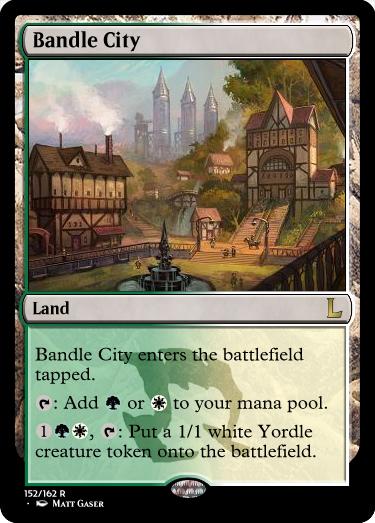 Bandle City
Land
L
Bandle City enters the battlefield
tapped.
: Add or to your mana pool.
1, : Put a 1/1 white Yordle
creature token onto the battlefield.
152/162 R
· Matt Gaser